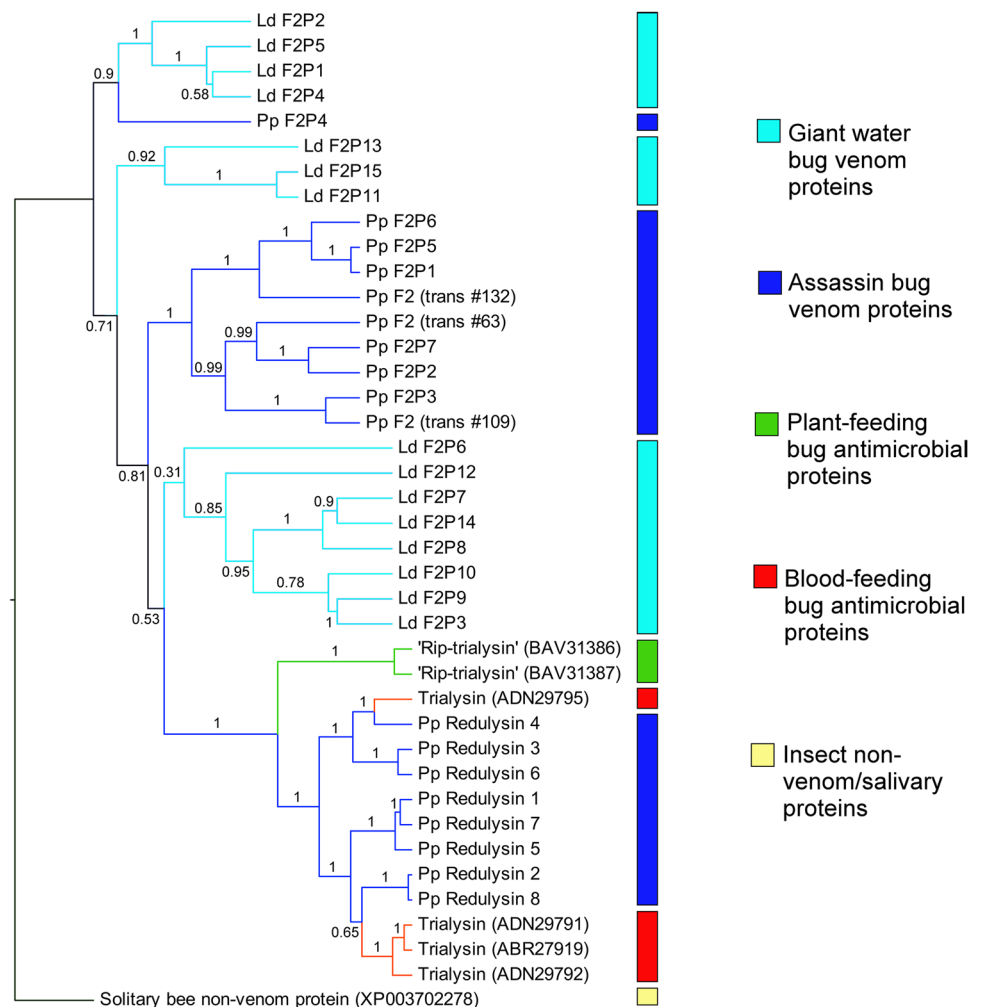 Ld F2P2
1
Ld F2P5
1
0.9
Ld F2P1
0.58
Ld F2P4
Pp F2P4
Giant water
bug venom
proteins
Ld F2P13
0.92
Ld F2P15
1
Ld F2P11
Pp F2P6
1
Pp F2P5
1
1
Pp F2P1
Assassin bug
venom proteins
Pp F2 (trans #132)
1
0.71
Pp F2 (trans #63)
0.99
Pp F2P7
1
0.99
Pp F2P2
Pp F2P3
1
Pp F2 (trans #109)
Plant-feeding
bug antimicrobial
proteins
Ld F2P6
0.81
0.31
Ld F2P12
Ld F2P7
0.9
0.85
1
Ld F2P14
Ld F2P8
0.95
Ld F2P10
0.78
Ld F2P9
1
Ld F2P3
0.53
Blood-feeding
bug antimicrobial
proteins
'Rip-trialysin' (BAV31386)
1
'Rip-trialysin' (BAV31387)
Trialysin (ADN29795)
1
Pp Redulysin 4
1
1
Pp Redulysin 3
1
Pp Redulysin 6
Insect non-
venom/salivary
proteins
1
Pp Redulysin 1
1
1
Pp Redulysin 7
Pp Redulysin 5
1
Pp Redulysin 2
1
Pp Redulysin 8
0.65
Trialysin (ADN29791)
1
Trialysin (ABR27919)
1
Trialysin (ADN29792)
Solitary bee non-venom protein (XP003702278)